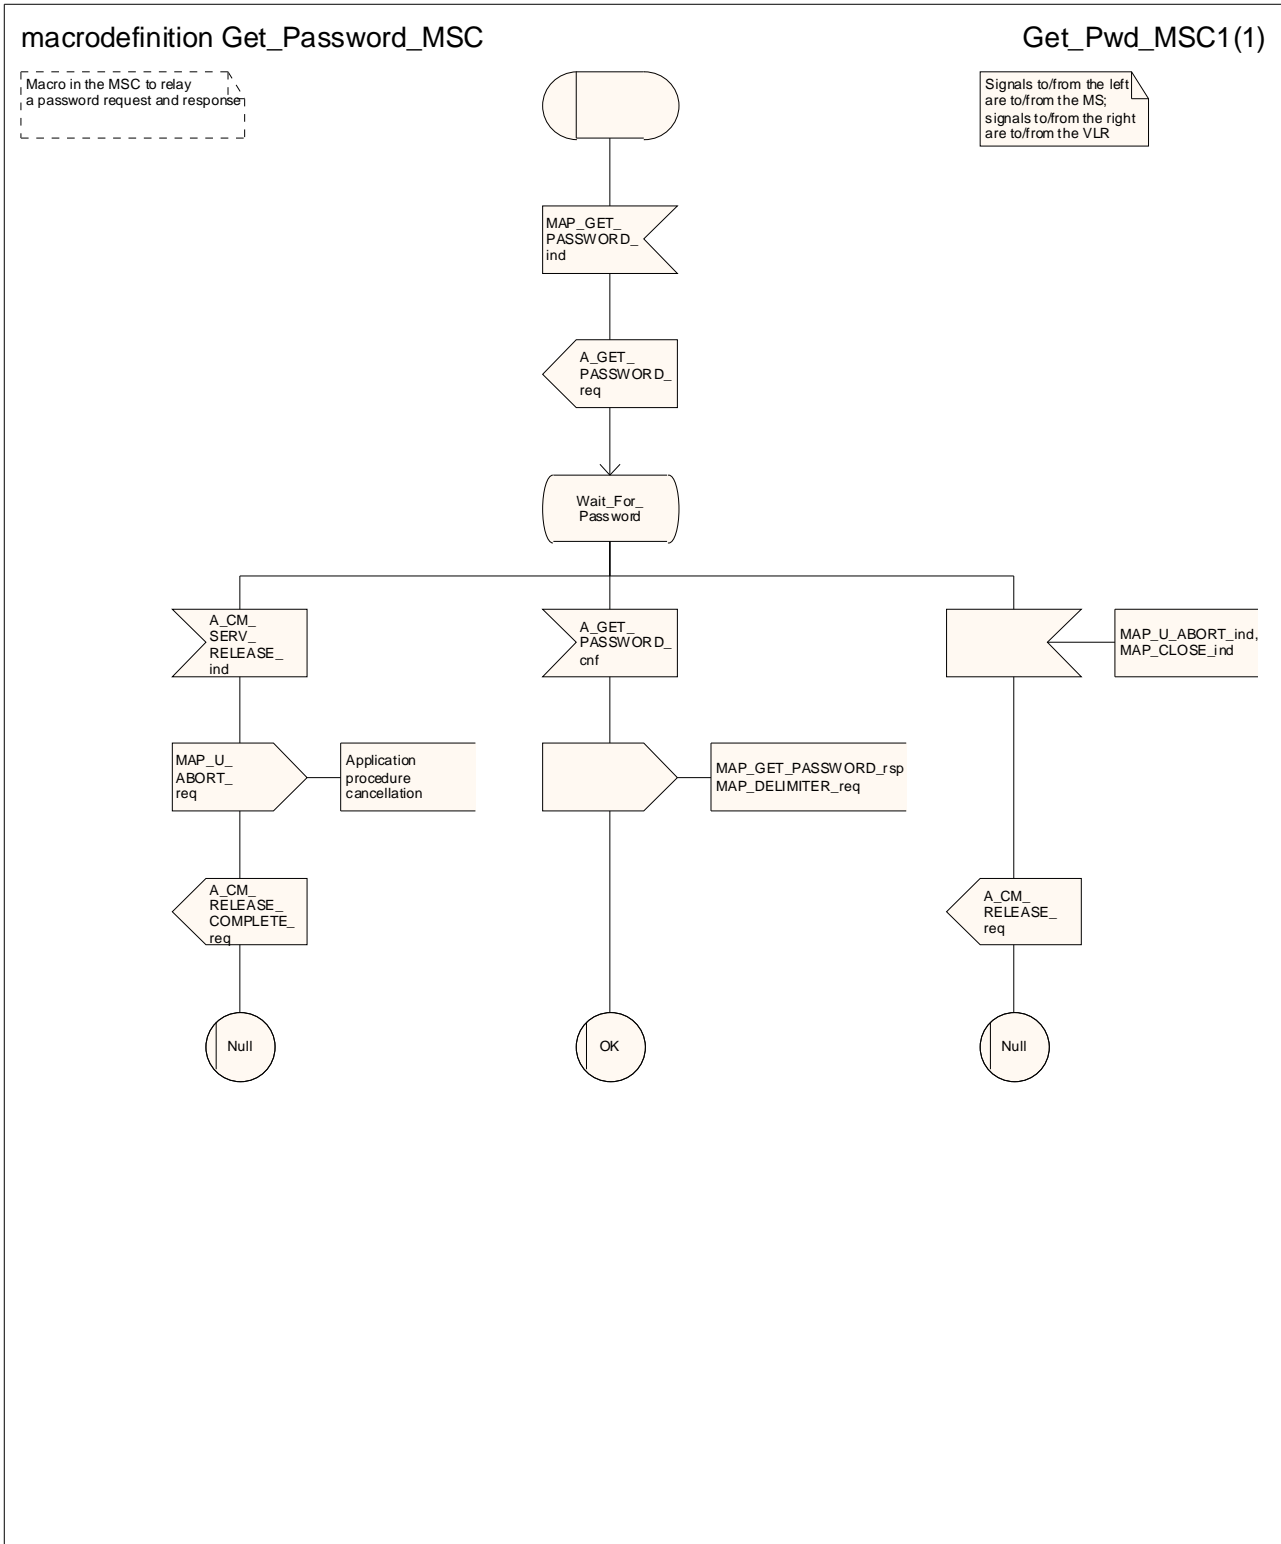 macrodefinition Get_Password_MSC
Get_Pwd_MSC1(1)
Macro in the MSC to relay
a password request and response
Signals to/from the left
are to/from the MS;
signals to/from the right
are to/from the VLR
MAP_GET_
PASSWORD_
ind
A_GET_
PASSWORD_
req
Wait_For_
Password
A_CM_
SERV_
RELEASE_
ind
A_GET_
PASSWORD_
cnf
MAP_U_ABORT_ind,
MAP_CLOSE_ind
MAP_U_
ABORT_
req
Application
procedure
cancellation
MAP_GET_PASSWORD_rsp
MAP_DELIMITER_req
A_CM_
RELEASE_
COMPLETE_
req
A_CM_
RELEASE_
req
Null
OK
Null